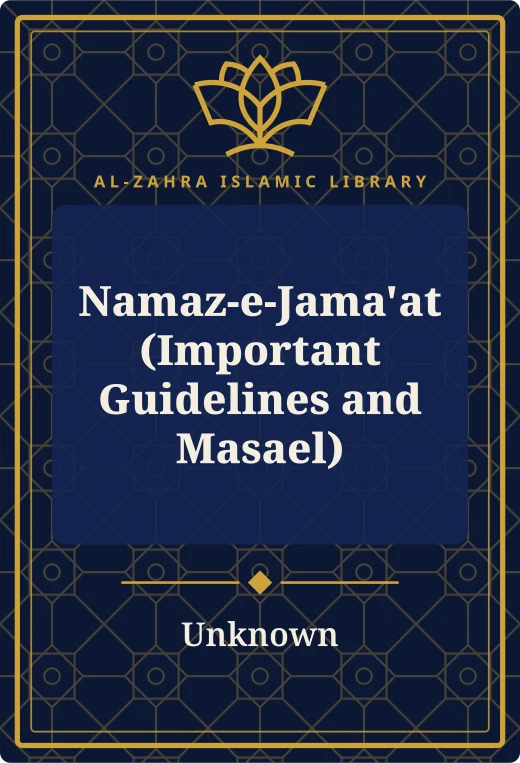 AL-ZAHRA ISLAMIC LIBRARY
Namaz-e-Jama'at
(Important
Guidelines and
Masael)
Unknown